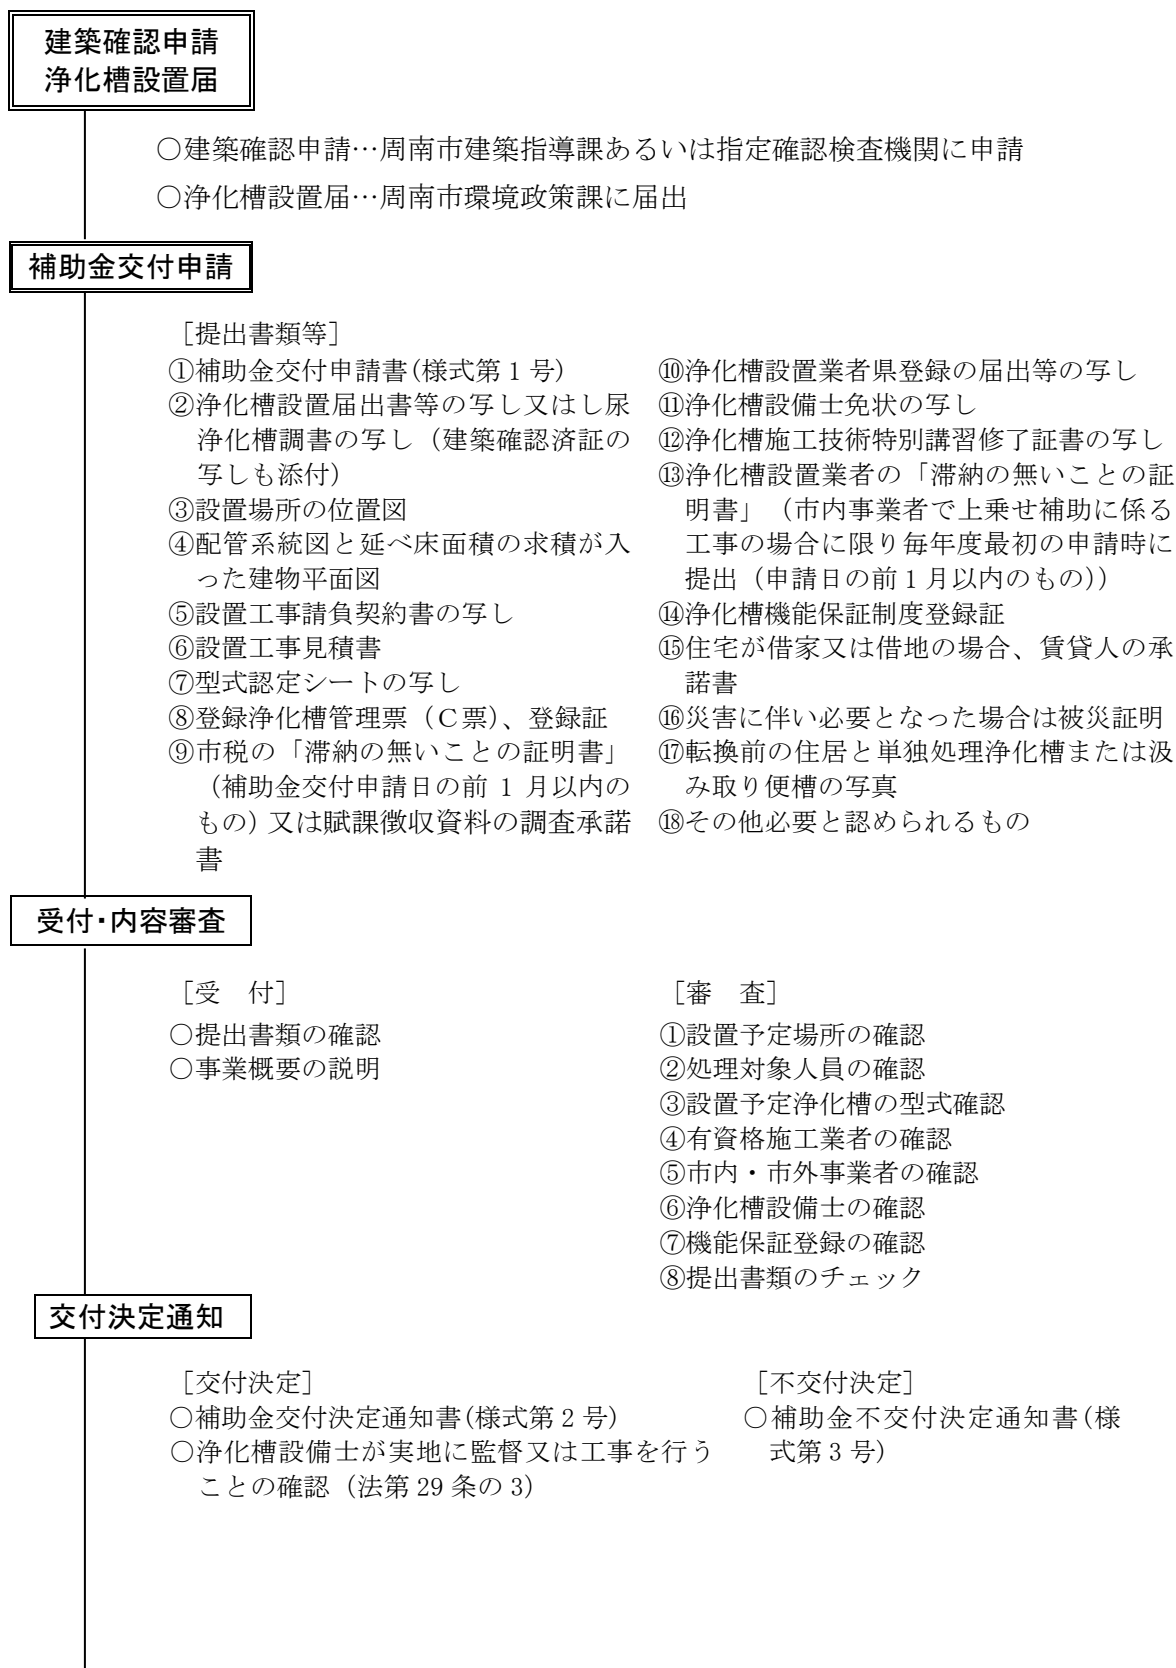 建築確認申請
浄化槽設置届
○建築確認申請…周南市建築指導課あるいは指定確認検査機関に申請
○浄化槽設置届…周南市環境政策課に届出
補助金交付申請
［提出書類等］
①補助金交付申請書(様式第1号)
②浄化槽設置届出書等の写し又はし尿
浄化槽調書の写し（建築確認済証の
写しも添付）
③設置場所の位置図
④配管系統図と延べ床面積の求積が入
った建物平面図
⑤設置工事請負契約書の写し
⑥設置工事見積書
⑦型式認定シートの写し
⑧登録浄化槽管理票（Ｃ票）、登録証
⑨市税の「滞納の無いことの証明書」
（補助金交付申請日の前1月以内の
もの）又は賦課徴収資料の調査承諾
書
⑩浄化槽設置業者県登録の届出等の写し
⑪浄化槽設備士免状の写し
⑫浄化槽施工技術特別講習修了証書の写し
⑬浄化槽設置業者の「滞納の無いことの証
明書」（市内事業者で上乗せ補助に係る
工事の場合に限り毎年度最初の申請時に
提出（申請日の前1月以内のもの））
⑭浄化槽機能保証制度登録証
⑮住宅が借家又は借地の場合、賃貸人の承
諾書
⑯災害に伴い必要となった場合は被災証明
⑰転換前の住居と単独処理浄化槽または汲
み取り便槽の写真
⑱その他必要と認められるもの
受付・内容審査
［受　付］
○提出書類の確認
○事業概要の説明
［審　査］
①設置予定場所の確認
②処理対象人員の確認
③設置予定浄化槽の型式確認
④有資格施工業者の確認
⑤市内・市外事業者の確認
⑥浄化槽設備士の確認
⑦機能保証登録の確認
⑧提出書類のチェック
交付決定通知
［交付決定］
○補助金交付決定通知書(様式第2号)
○浄化槽設備士が実地に監督又は工事を行う
ことの確認（法第29条の3）
［不交付決定］
○補助金不交付決定通知書(様
式第3号)